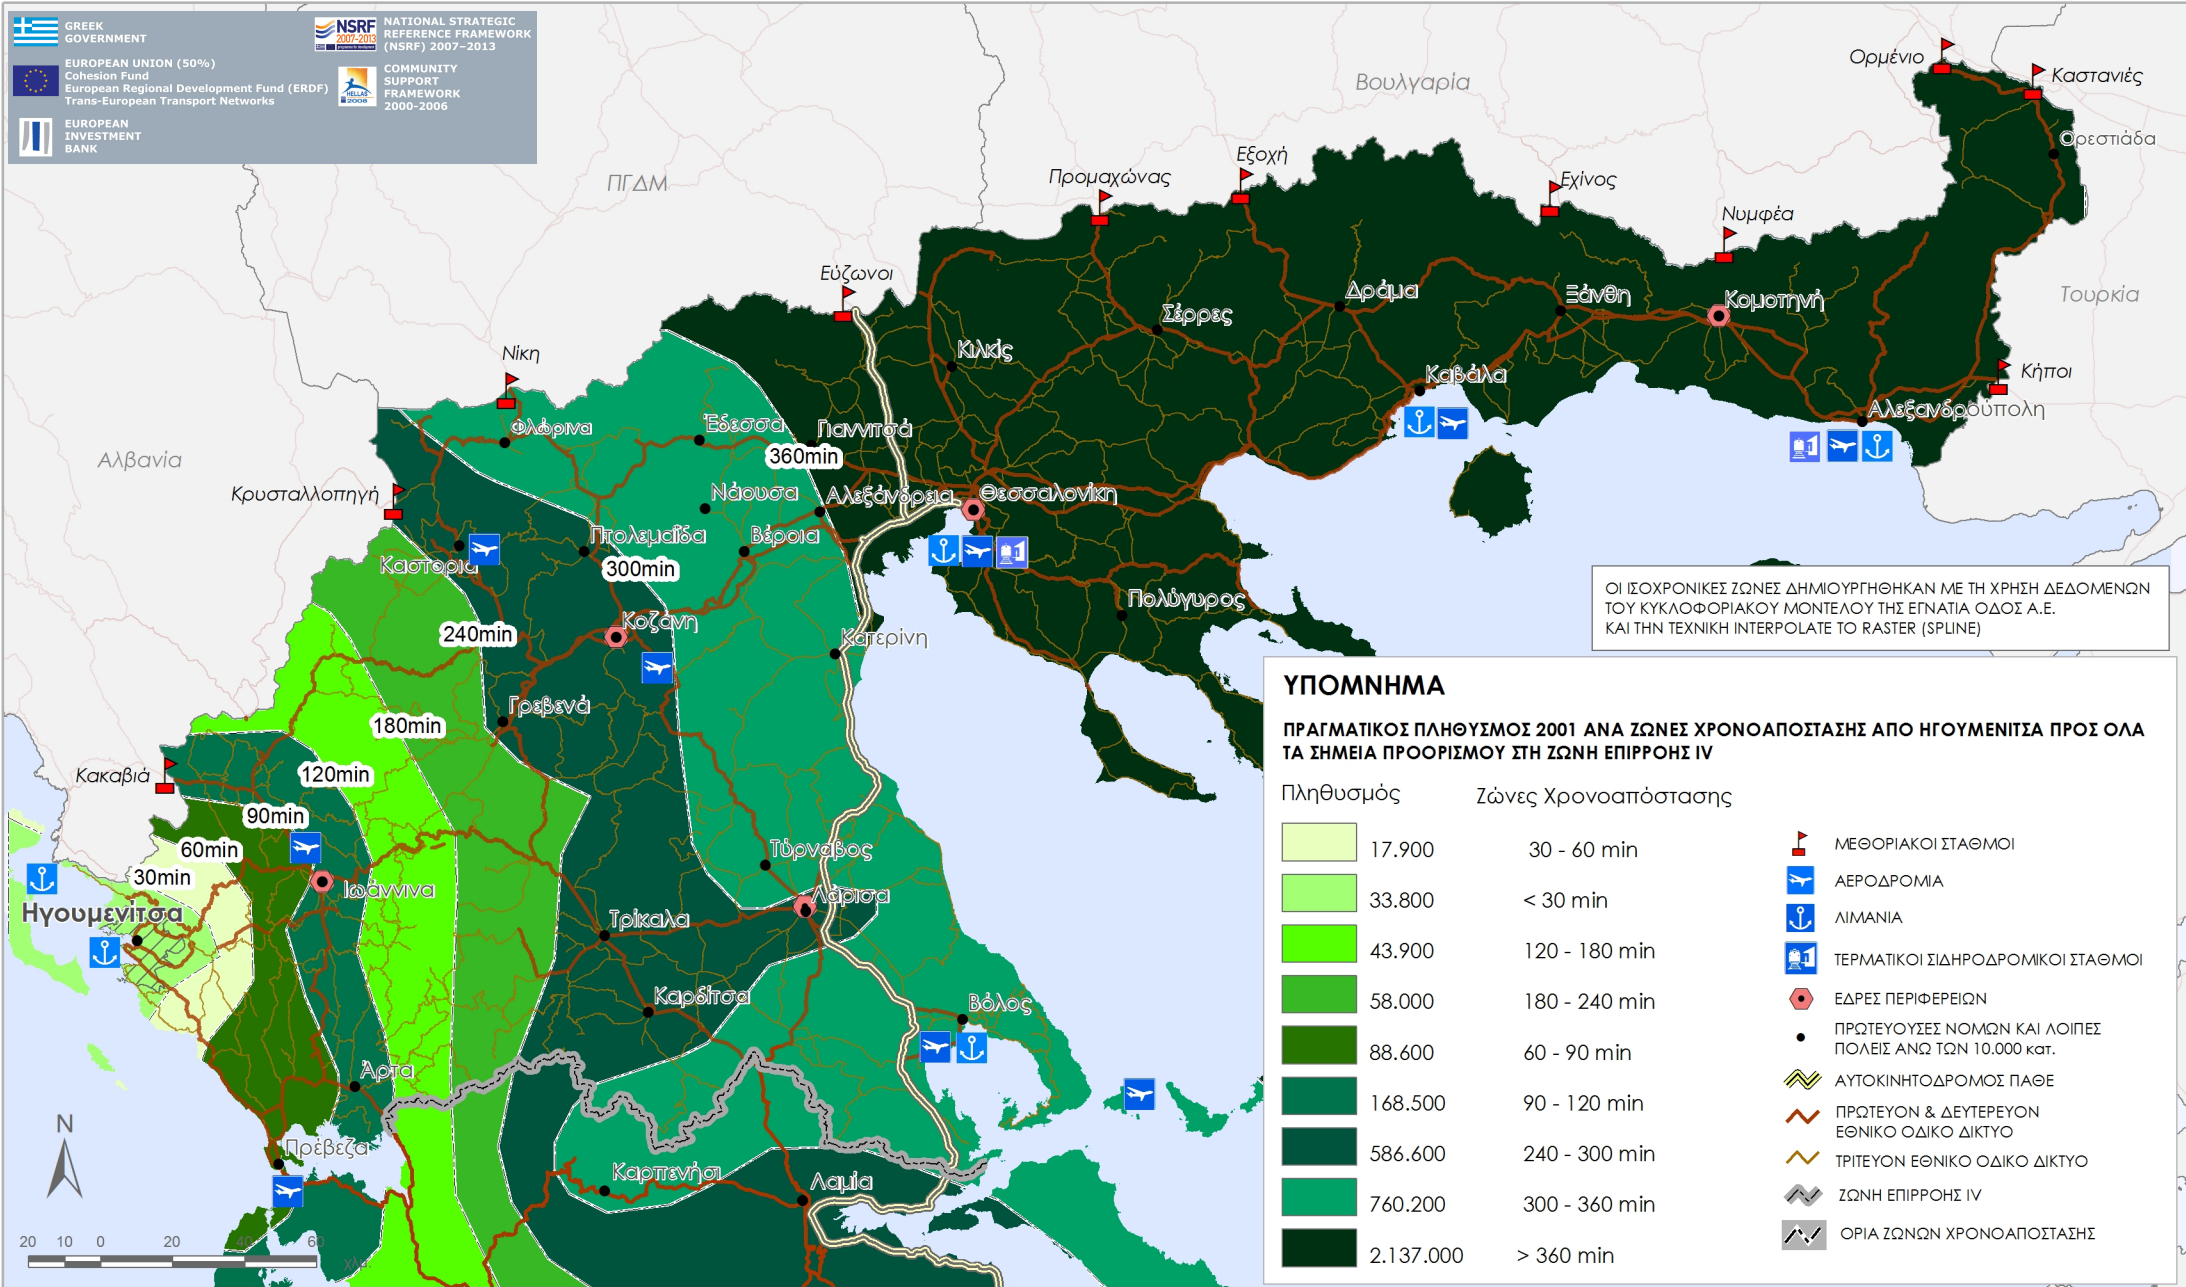 GREEK
GOVERNMENT
EUROPEAN UNION (50%)
Cohesion Fund
European Regional Development Fund (ERDF)
Trans-European Transport Networks
EUROPEAN
INVESTMENT
BANK
NSRF
2007-2013
NATIONAL STRATEGIC
REFERENCE FRAMEWORK
(NSRF) 2007–2013
HELLAS
2008
COMMUNITY
SUPPORT
FRAMEWORK
2000-2006
Βουλγαρία
Ορμένιο
Καστανιές
Ορεστιάδα
ΠΓΔΜ
Προμαχώνας
Εξοχή
Εχίνος
Νυμφέα
Τουρκία
Εύζωνοι
Δράμα
Ξάνθη
Κομοτηνή
Σέρρες
Κιλκίς
Νίκη
Καβάλα
Κήποι
Αλεξανδρούπολη
Φλώρινα
Έδεσσα
Γιαννιτσά
360min
Αλβανία
Κρυσταλλοπηγή
Νάουσα
Αλεξάνδρεια
Θεσσαλονίκη
Πτολεμαΐδα
Βέροια
Καστοριά
300min
Πολύγυρος
240min
Κοζάνη
Κατερίνη
Γρεβενά
180min
Κακαβιά
120min
90min
60min
30min
Τύρναβος
Ιωάννινα
Λάρισα
Ηγουμενίτσα
Τρίκαλα
Καρδίτσα
Βόλος
Άρτα
Πρέβεζα
Καρπενήσι
Λαμία
N
20 10 0 20 40 60
χλμ.
ΟΙ ΙΣΟΧΡΟΝΙΚΕΣ ΖΩΝΕΣ ΔΗΜΙΟΥΡΓΗΘΗΚΑΝ ΜΕ ΤΗ ΧΡΗΣΗ ΔΕΔΟΜΕΝΩΝ
ΤΟΥ ΚΥΚΛΟΦΟΡΙΑΚΟΥ ΜΟΝΤΕΛΟΥ ΤΗΣ ΕΓΝΑΤΙΑ ΟΔΟΣ Α.Ε.
ΚΑΙ ΤΗΝ ΤΕΧΝΙΚΗ INTERPOLATE TO RASTER (SPLINE)
ΥΠΟΜΝΗΜΑ
ΠΡΑΓΜΑΤΙΚΟΣ ΠΛΗΘΥΣΜΟΣ 2001 ΑΝΑ ΖΩΝΕΣ ΧΡΟΝΟΑΠΟΣΤΑΣΗΣ ΑΠΟ ΗΓΟΥΜΕΝΙΤΣΑ ΠΡΟΣ ΟΛΑ
ΤΑ ΣΗΜΕΙΑ ΠΡΟΟΡΙΣΜΟΥ ΣΤΗ ΖΩΝΗ ΕΠΙΡΡΟΗΣ IV
Πληθυσμός Ζώνες Χρονοαπόστασης
17.900 30 - 60 min
33.800 < 30 min
43.900 120 - 180 min
58.000 180 - 240 min
88.600 60 - 90 min
168.500 90 - 120 min
586.600 240 - 300 min
760.200 300 - 360 min
2.137.000 > 360 min
ΜΕΘΟΡΙΑΚΟΙ ΣΤΑΘΜΟΙ
ΑΕΡΟΔΡΟΜΙΑ
ΛΙΜΑΝΙΑ
ΤΕΡΜΑΤΙΚΟΙ ΣΙΔΗΡΟΔΡΟΜΙΚΟΙ ΣΤΑΘΜΟΙ
ΕΔΡΕΣ ΠΕΡΙΦΕΡΕΙΩΝ
ΠΡΩΤΕΥΟΥΣΕΣ ΝΟΜΩΝ ΚΑΙ ΛΟΙΠΕΣ
ΠΟΛΕΙΣ ΑΝΩ ΤΩΝ 10.000 κατ.
ΑΥΤΟΚΙΝΗΤΟΔΡΟΜΟΣ ΠΑΘΕ
ΠΡΩΤΕΥΟΝ & ΔΕΥΤΕΡΕΥΟΝ
ΕΘΝΙΚΟ ΟΔΙΚΟ ΔΙΚΤΥΟ
ΤΡΙΤΕΥΟΝ ΕΘΝΙΚΟ ΟΔΙΚΟ ΔΙΚΤΥΟ
ΖΩΝΗ ΕΠΙΡΡΟΗΣ IV
ΟΡΙΑ ΖΩΝΩΝ ΧΡΟΝΟΑΠΟΣΤΑΣΗΣ